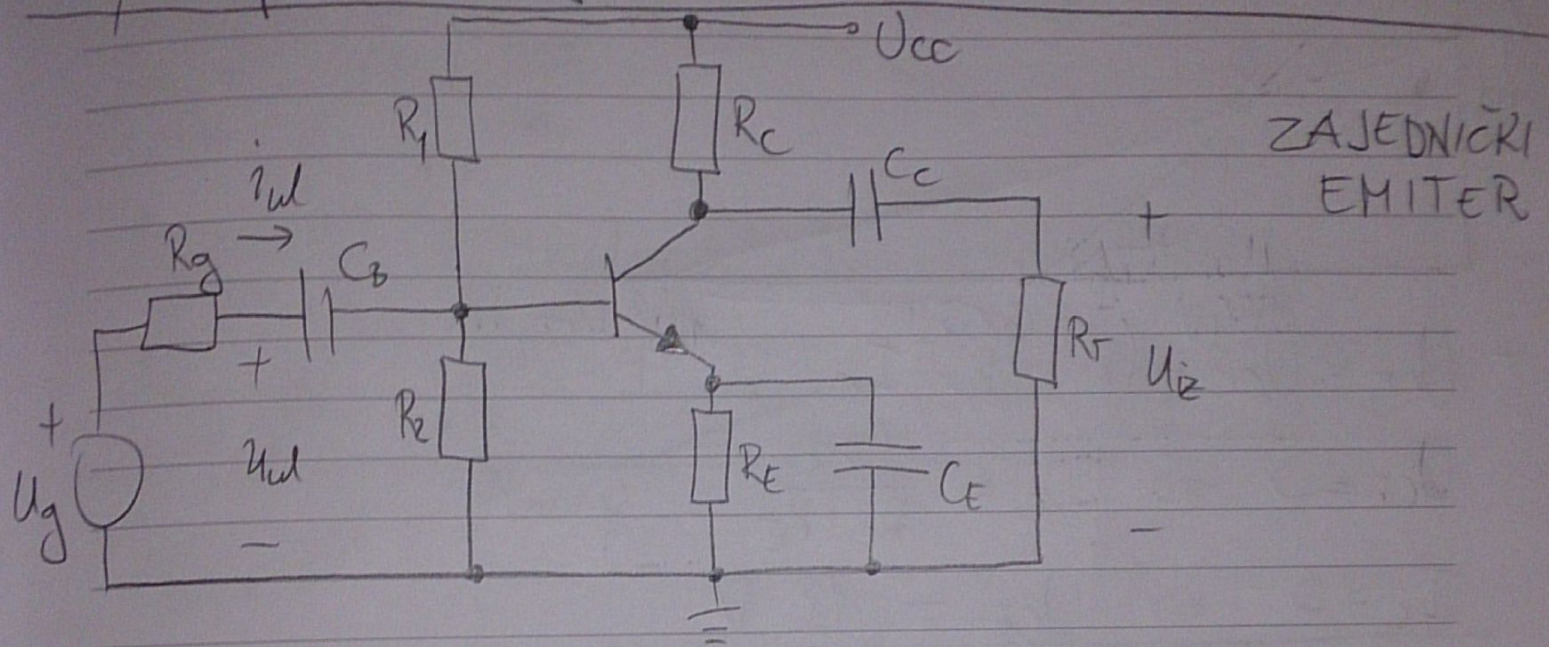 Ucc
R1
RC
ZAJEDNIČKI
EMITER
CC
iul
+
Rg
CB
+
RT
Uiz
+
R2
uul
RE
CE
Ug
−
−